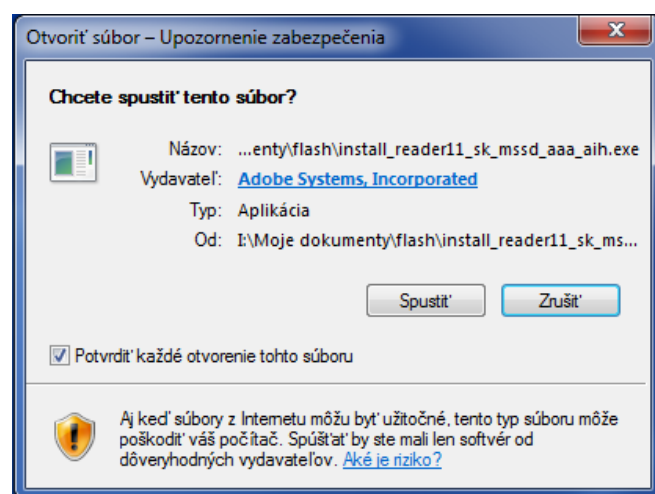 Otvoriť súbor – Upozornenie zabezpečenia
Chcete spustiť tento súbor?
Názov: ...enty\flash\install_reader11_sk_mssd_aaa_aih.exe
Vydavateľ: Adobe Systems, Incorporated
Typ: Aplikácia
Od: I:\Moje dokumenty\flash\install_reader11_sk_ms...
Spustiť Zrušiť
Potvrdiť každé otvorenie tohto súboru
Aj keď súbory z Internetu môžu byť užitočné, tento typ súboru môže
poškodiť váš počítač. Spúšťať by ste mali len softvér od
dôveryhodných vydavateľov. Aké je riziko?